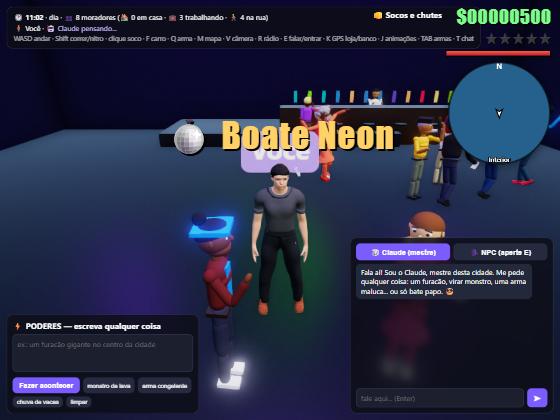 11:02 · dia · 8 moradores ( 0 em casa · 3 trabalhando · 4 na rua)
Claude pensando...
WASD andar · Shift correr/nitro · clique soco · F carro · Q arma · M mapa · V câmera · R rádio · E falar/entrar · K GPS loja/banco · J animações · TAB armas · T chat
Socos e chutes
$00000500
N
Interior
Boate Neon
VOCÊ
Claude (mestre)
NPC (aperte E)
Fala aí! Sou o Claude, mestre desta cidade. Me pede
qualquer coisa: um furacão, virar monstro, uma arma
maluca... ou só bate papo.
PODERES — escreva qualquer coisa
ex: um furacão gigante no centro da cidade
Fazer acontecer
monstro de lava
arma congelante
chuva de vacas
limpar
fale aqui... (Enter)